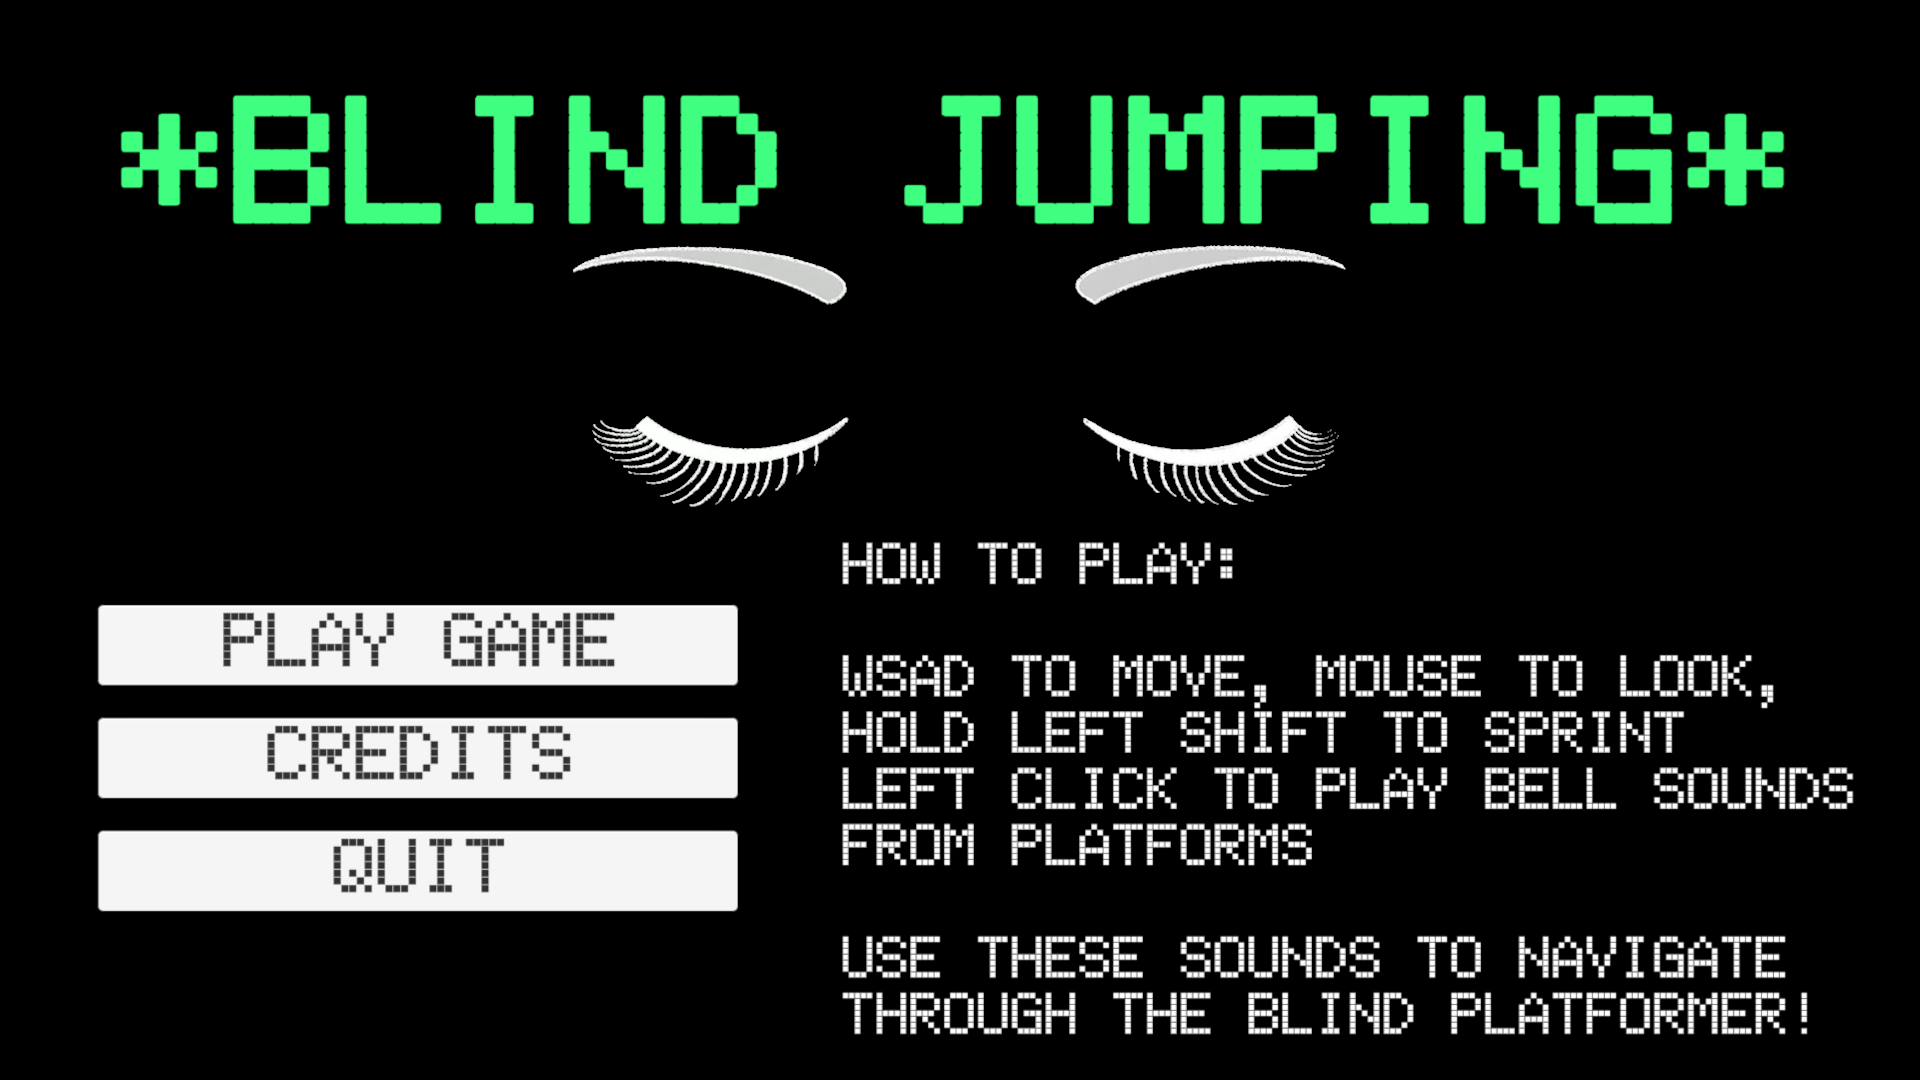 *BLIND JUMPING*
PLAY GAME
CREDITS
QUIT
HOW TO PLAY:
WSAD TO MOVE, MOUSE TO LOOK,
HOLD LEFT SHIFT TO SPRINT
LEFT CLICK TO PLAY BELL SOUNDS
FROM PLATFORMS
USE THESE SOUNDS TO NAVIGATE
THROUGH THE BLIND PLATFORMER!